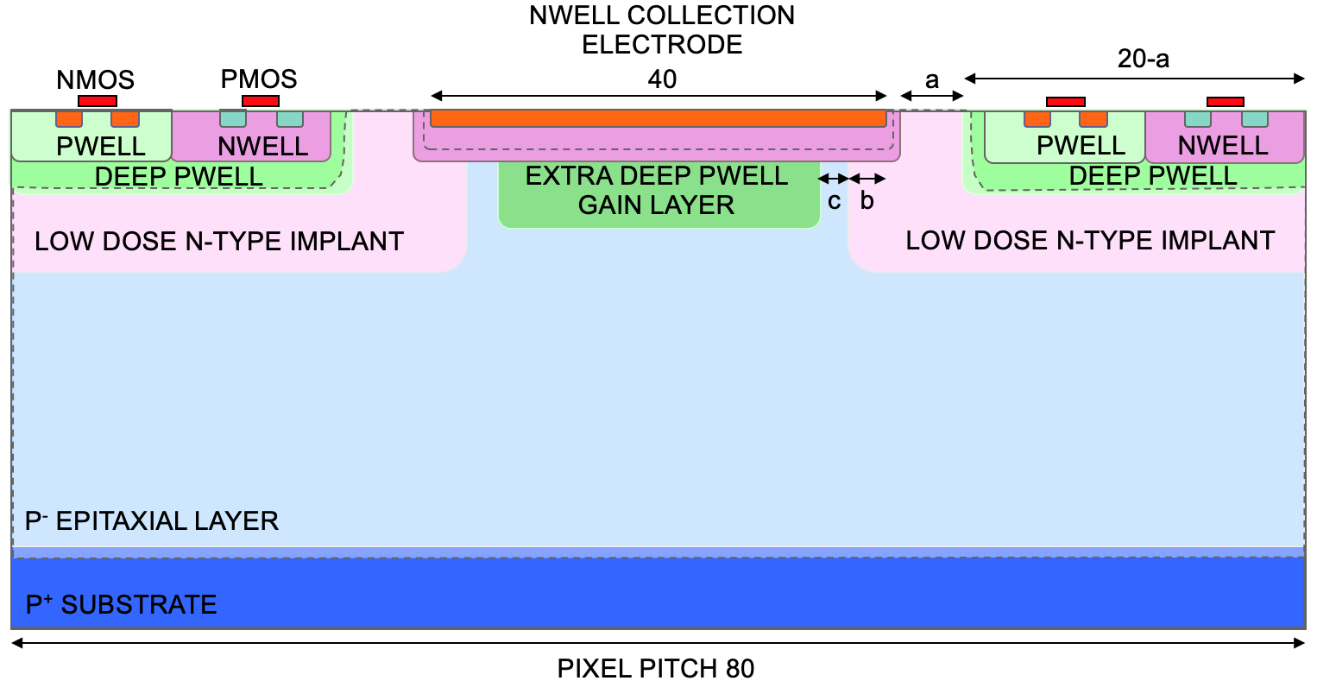 NWELL COLLECTION
ELECTRODE
NMOS
PMOS
40
a
20-a
PWELL
NWELL
PWELL
NWELL
DEEP PWELL
EXTRA DEEP PWELL
GAIN LAYER
c
b
DEEP PWELL
LOW DOSE N-TYPE IMPLANT
LOW DOSE N-TYPE IMPLANT
P- EPITAXIAL LAYER
P+ SUBSTRATE
PIXEL PITCH 80